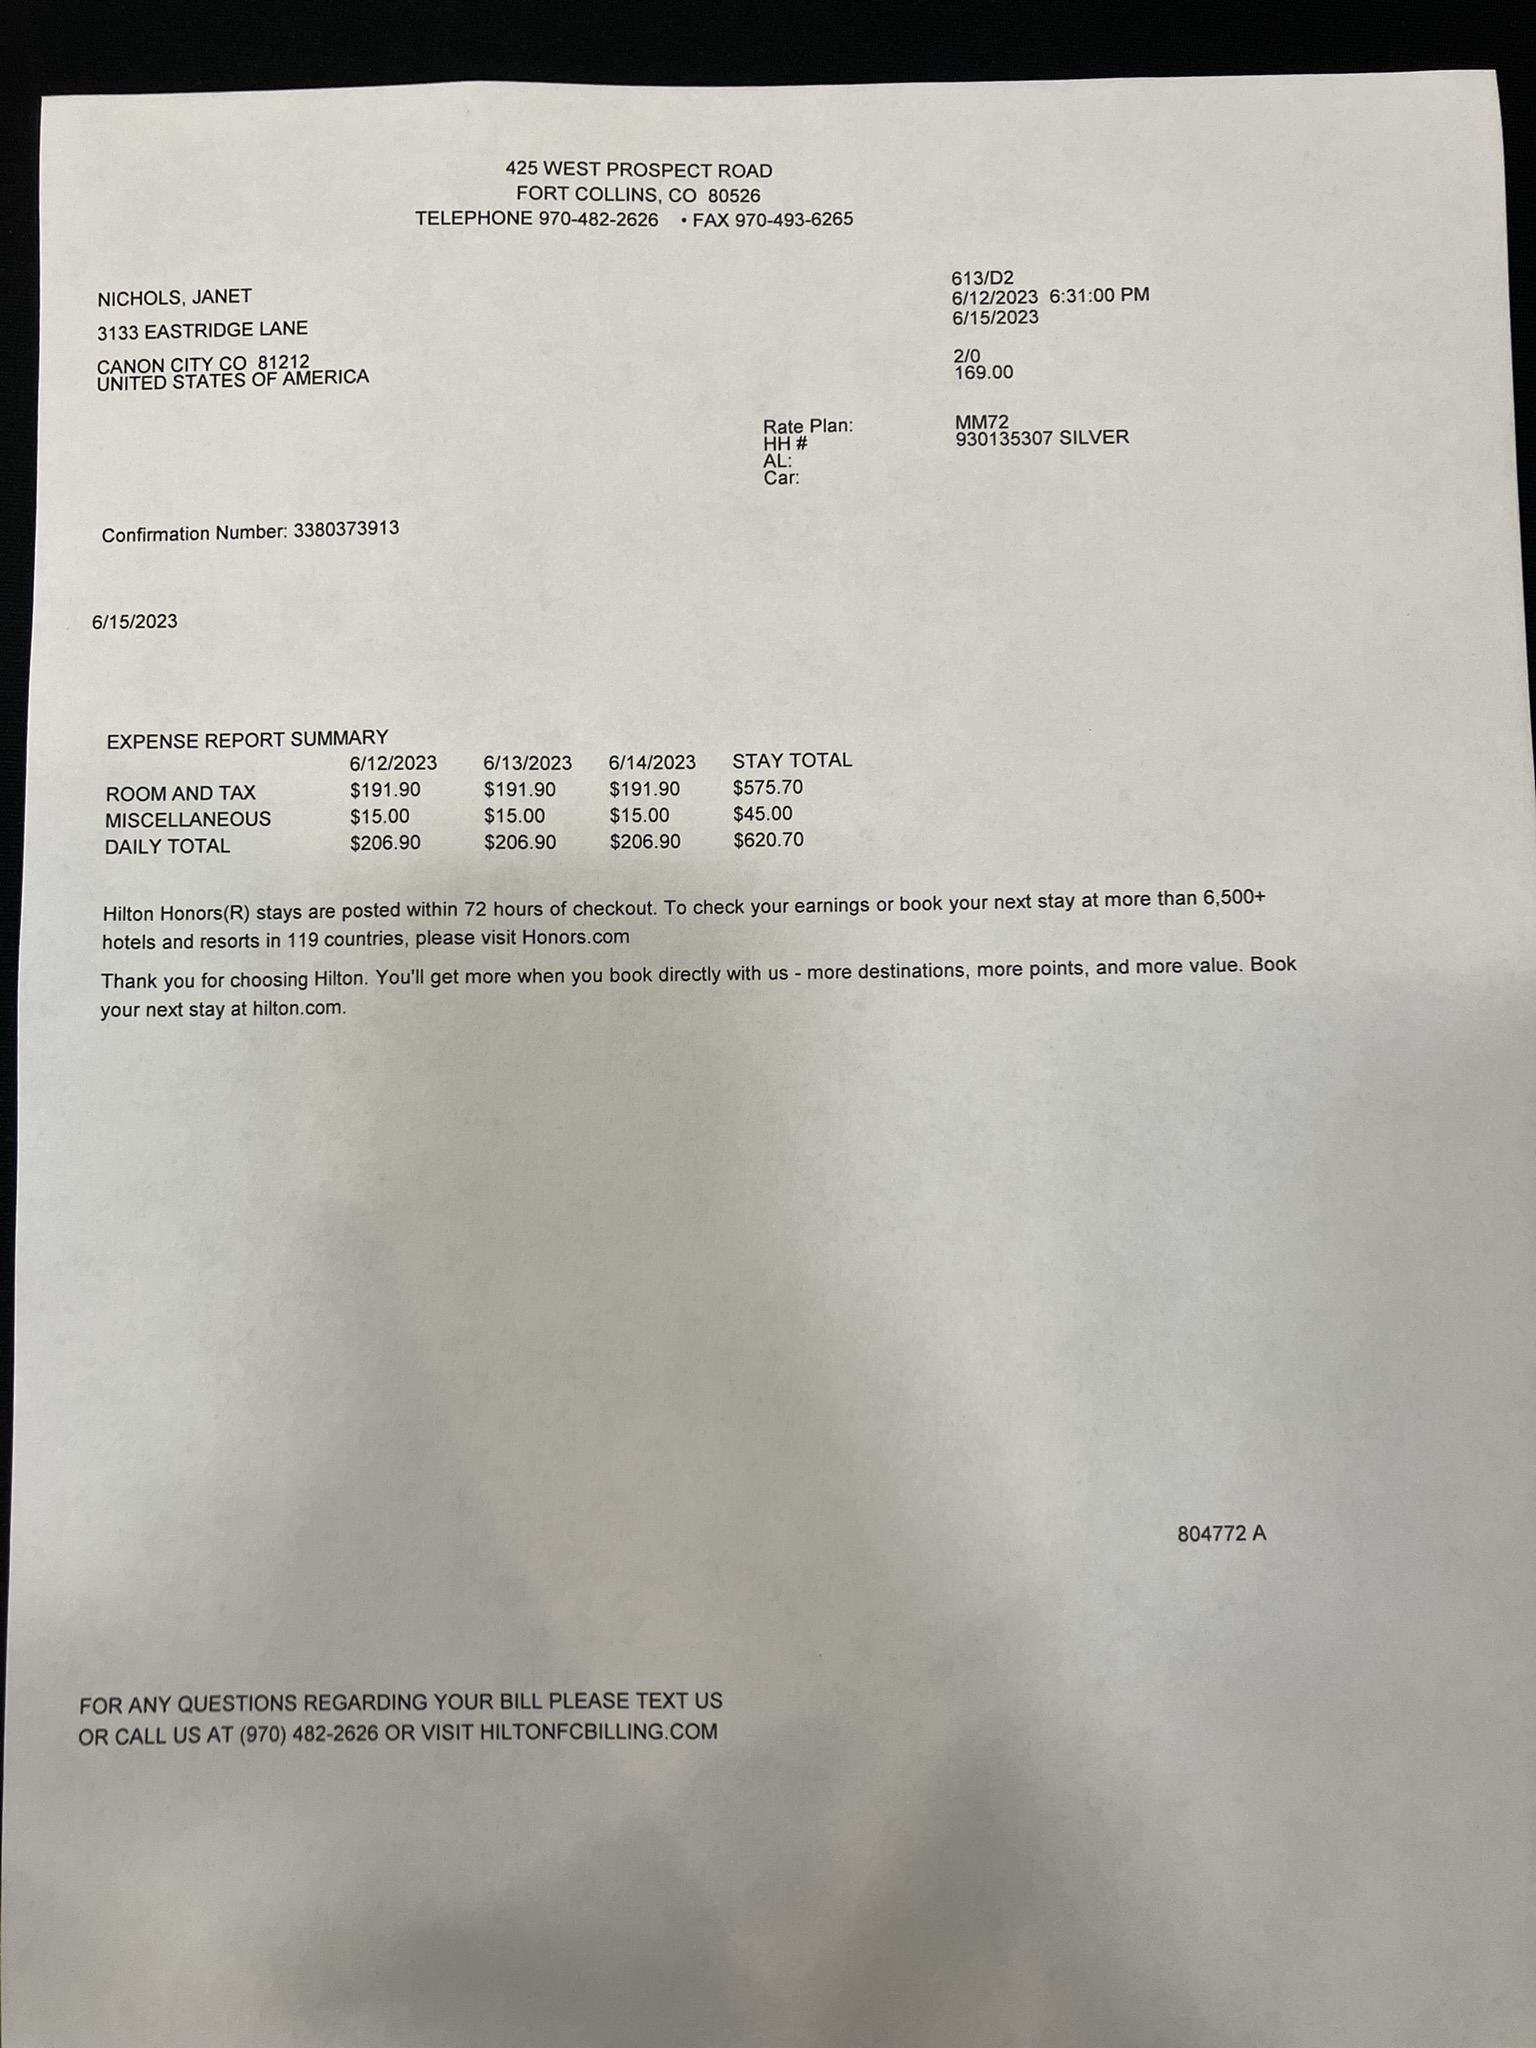 425 WEST PROSPECT ROAD
FORT COLLINS, CO 80526
TELEPHONE 970-482-2626 • FAX 970-493-6265
NICHOLS, JANET
3133 EASTRIDGE LANE
CANON CITY CO 81212
UNITED STATES OF AMERICA
613/D2
6/12/2023 6:31:00 PM
6/15/2023
2/0
169.00
Rate Plan: MM72
HH # 930135307 SILVER
AL:
Car:
Confirmation Number: 3380373913
6/15/2023
EXPENSE REPORT SUMMARY
6/12/2023 6/13/2023 6/14/2023 STAY TOTAL
ROOM AND TAX $191.90 $191.90 $191.90 $575.70
MISCELLANEOUS $15.00 $15.00 $15.00 $45.00
DAILY TOTAL $206.90 $206.90 $206.90 $620.70
Hilton Honors(R) stays are posted within 72 hours of checkout. To check your earnings or book your next stay at more than 6,500+
hotels and resorts in 119 countries, please visit Honors.com
Thank you for choosing Hilton. You'll get more when you book directly with us - more destinations, more points, and more value. Book
your next stay at hilton.com.
804772 A
FOR ANY QUESTIONS REGARDING YOUR BILL PLEASE TEXT US
OR CALL US AT (970) 482-2626 OR VISIT HILTONFCBILLING.COM